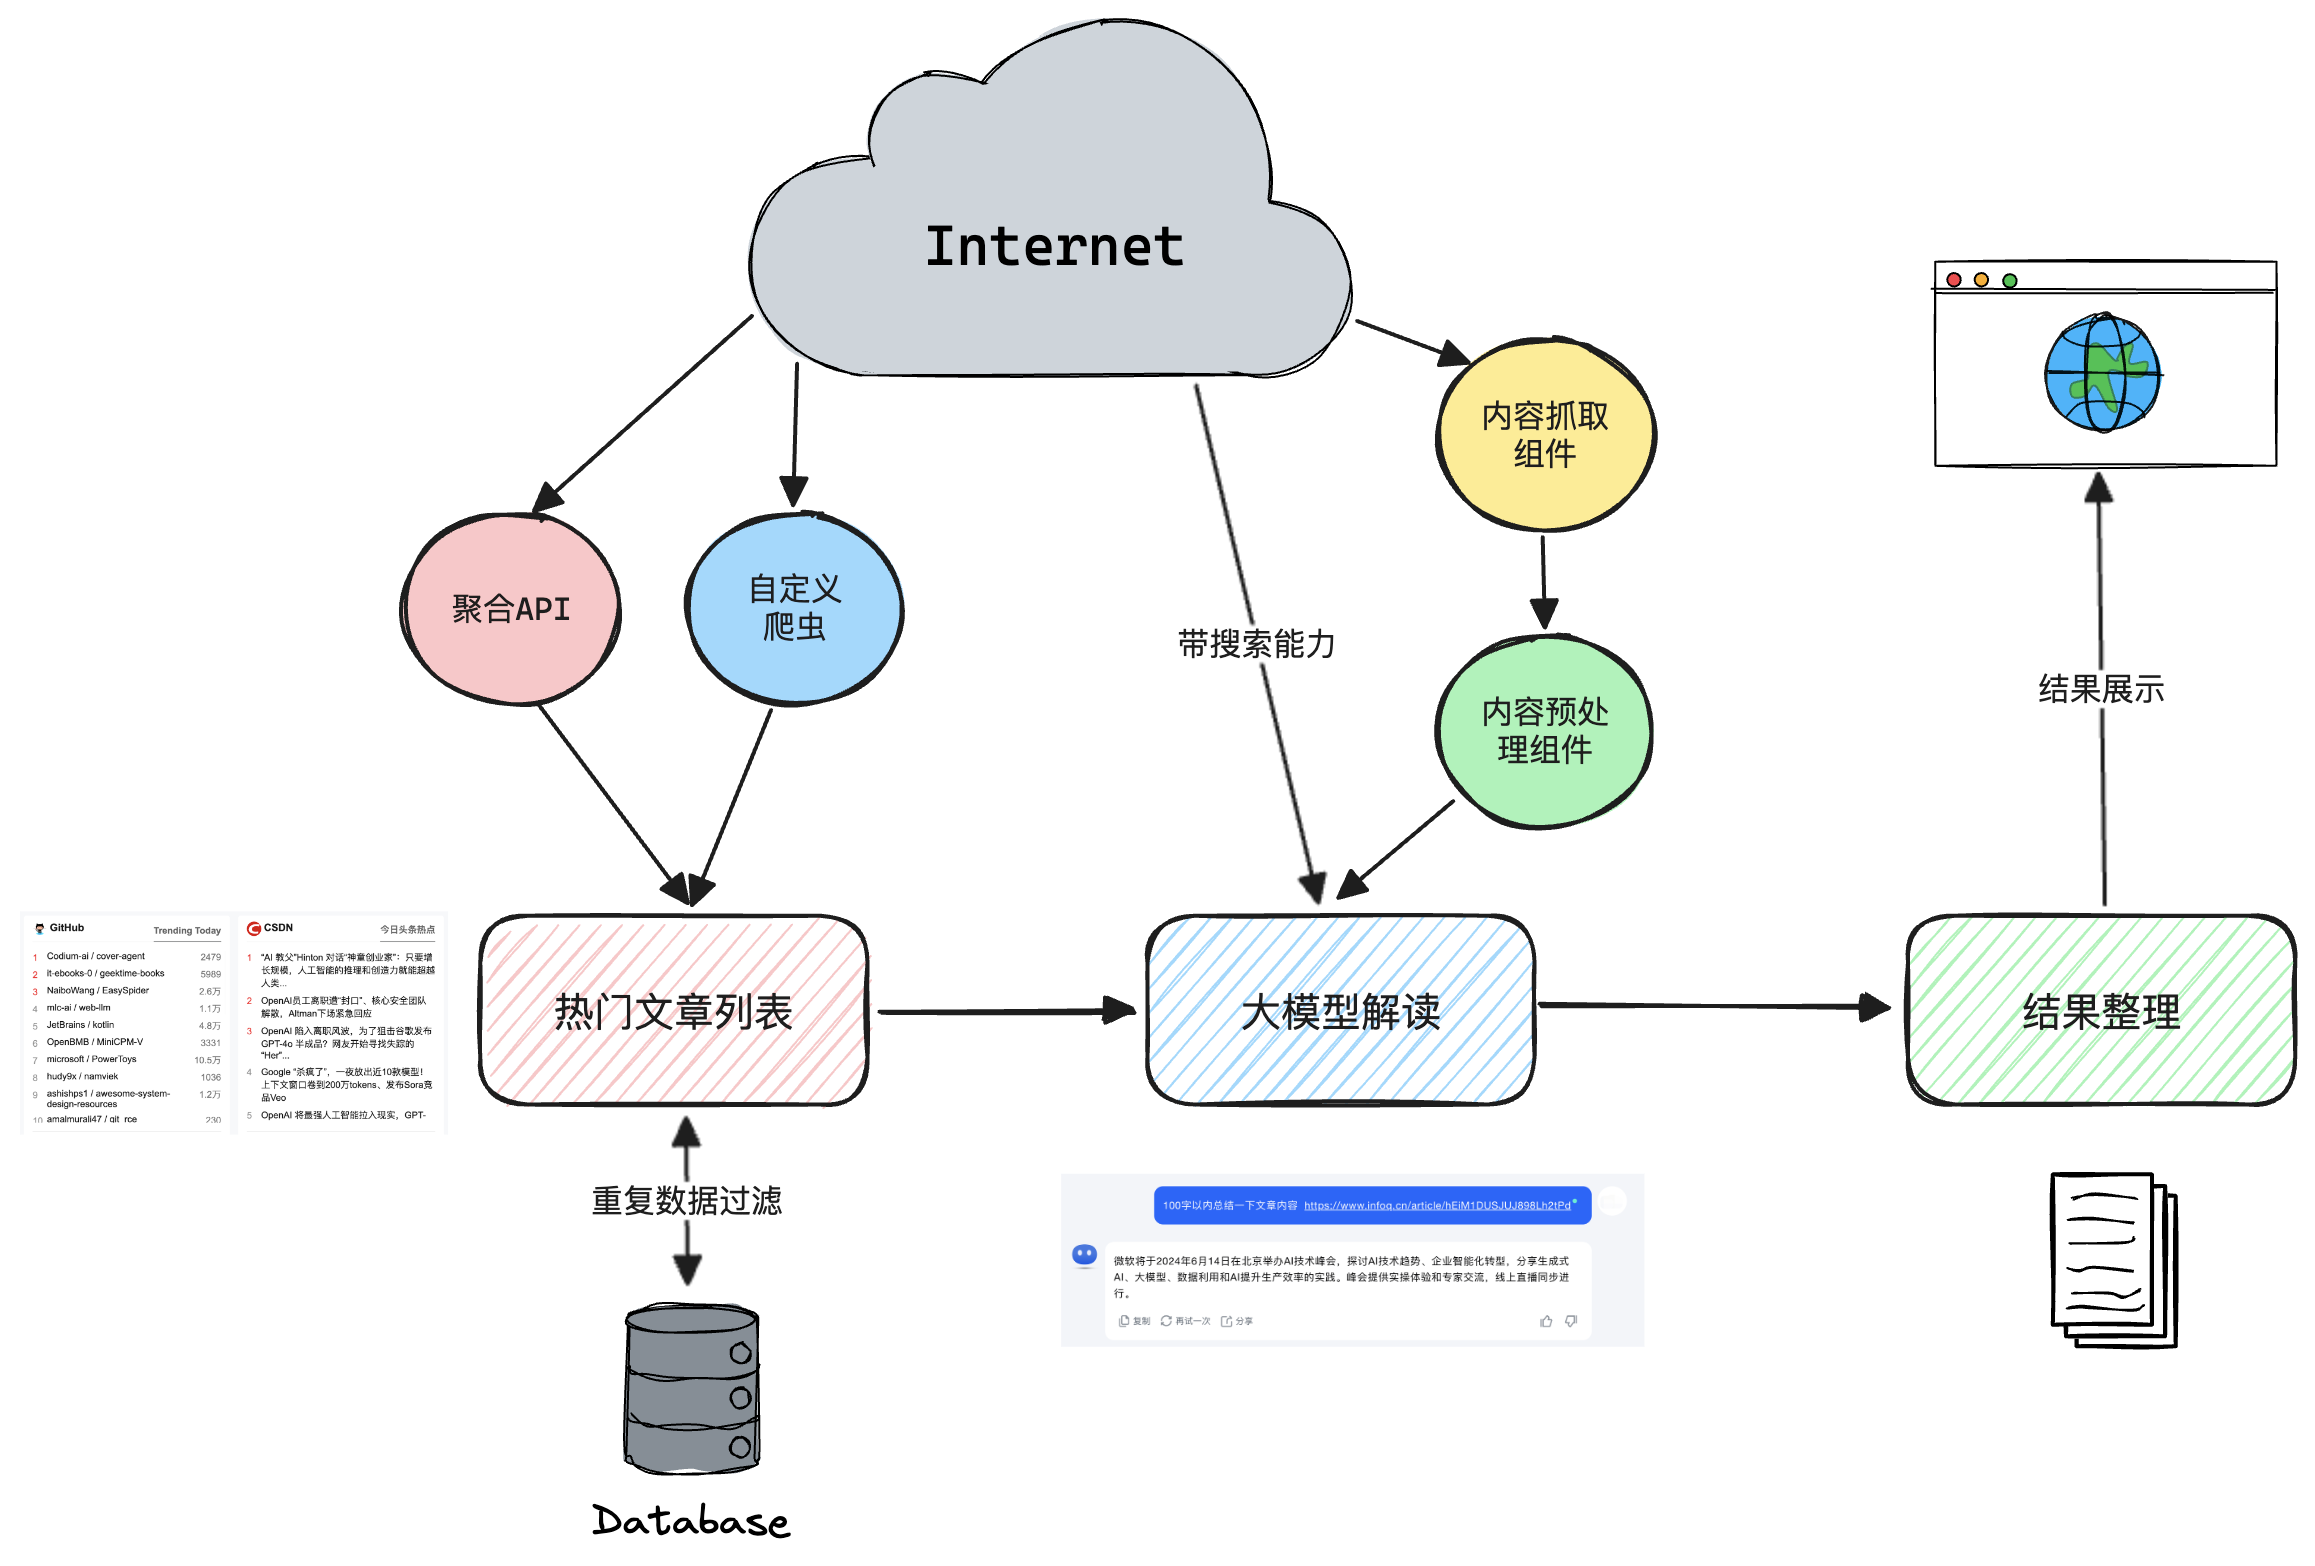 Internet
内容抓取
组件
聚合API
自定义
爬虫
带搜索能力
内容预处
理组件
结果展示
GitHub
Trending Today
1 Codium-ai / cover-agent 2479
2 lt-ebooks-0 / geektime-books 5989
3 NaiboWang / EasySpider 2.6万
4 mlc-ai / web-llm 1.1万
5 JetBrains / kotlin 4.8万
6 OpenBMB / MiniCPM-V 3331
7 microsoft / PowerToys 10.5万
8 hudy9x / namviek 1036
9 ashishps1 / awesome-system-
design-resources 1.2万
10 amalmurali47 / git_rce 230
CSDN
今日头条热点
1 “AI 教父”Hinton 对话“神童创业家”：只要增
长规模，人工智能的推理和创造力就能超越
人类...
2 OpenAI员工离职遭“封口”、核心安全团队
解散，Altman下场紧急回应
3 OpenAI 陷入离职风波，为了狙击谷歌发布
GPT-4o 半成品？网友开始寻找失踪的
“Her”...
4 Google “杀疯了”，一夜放出近10款模型！
上下文窗口卷到200万tokens、发布Sora竞
品Veo
5 OpenAI 将最强人工智能拉入现实，GPT-
热门文章列表
大模型解读
结果整理
重复数据过滤
100字以内总结一下文章内容 https://www.infoq.cn/article/hEiM1DUSJUJ898Lh2tPd
微软将于2024年6月14日在北京举办AI技术峰会，探讨AI技术趋势、企业智能化转型，分享生成式
AI、大模型、数据利用和AI提升生产效率的实践。峰会提供实操体验和专家交流，线上直播同步进
行。
复制 再试一次 分享
Database